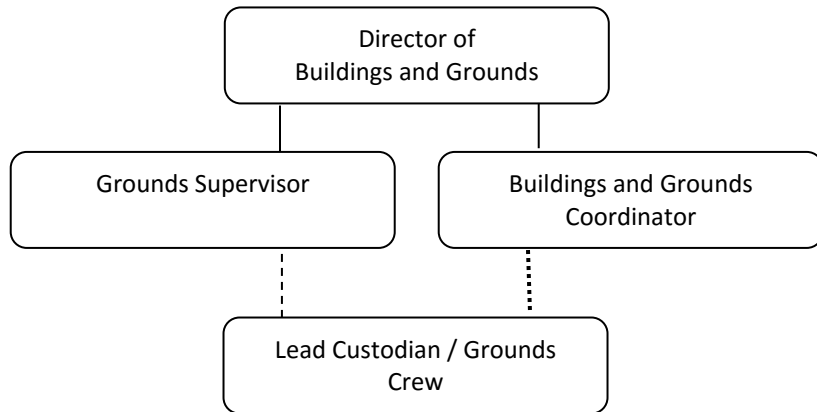 Director of
Buildings and Grounds
Grounds Supervisor
Buildings and Grounds
Coordinator
Lead Custodian / Grounds
Crew